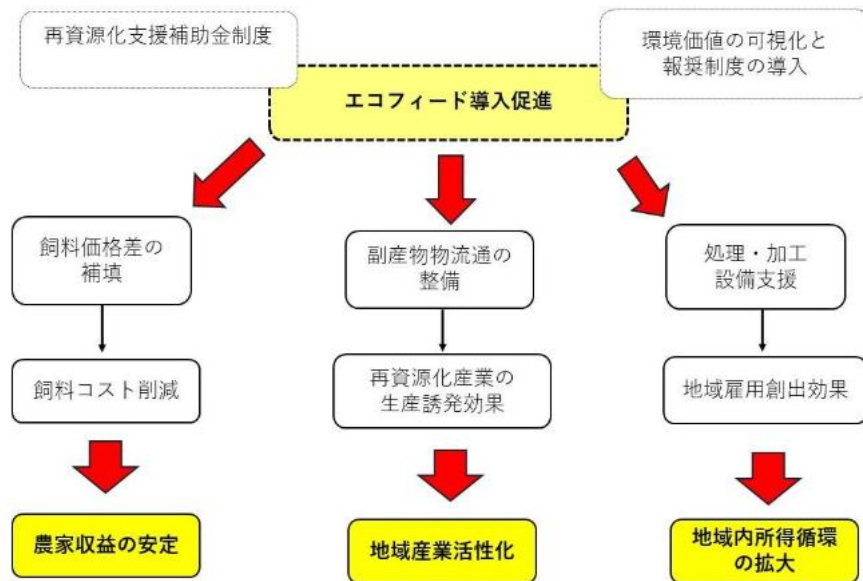 再資源化支援補助金制度
環境価値の可視化と
報奨制度の導入
エコフィード導入促進
飼料価格差の
補填
副産物物流通の
整備
処理・加工
設備支援
飼料コスト削減
再資源化産業の
生産誘発効果
地域雇用創出効果
農家収益の安定
地域産業活性化
地域内所得循環
の拡大